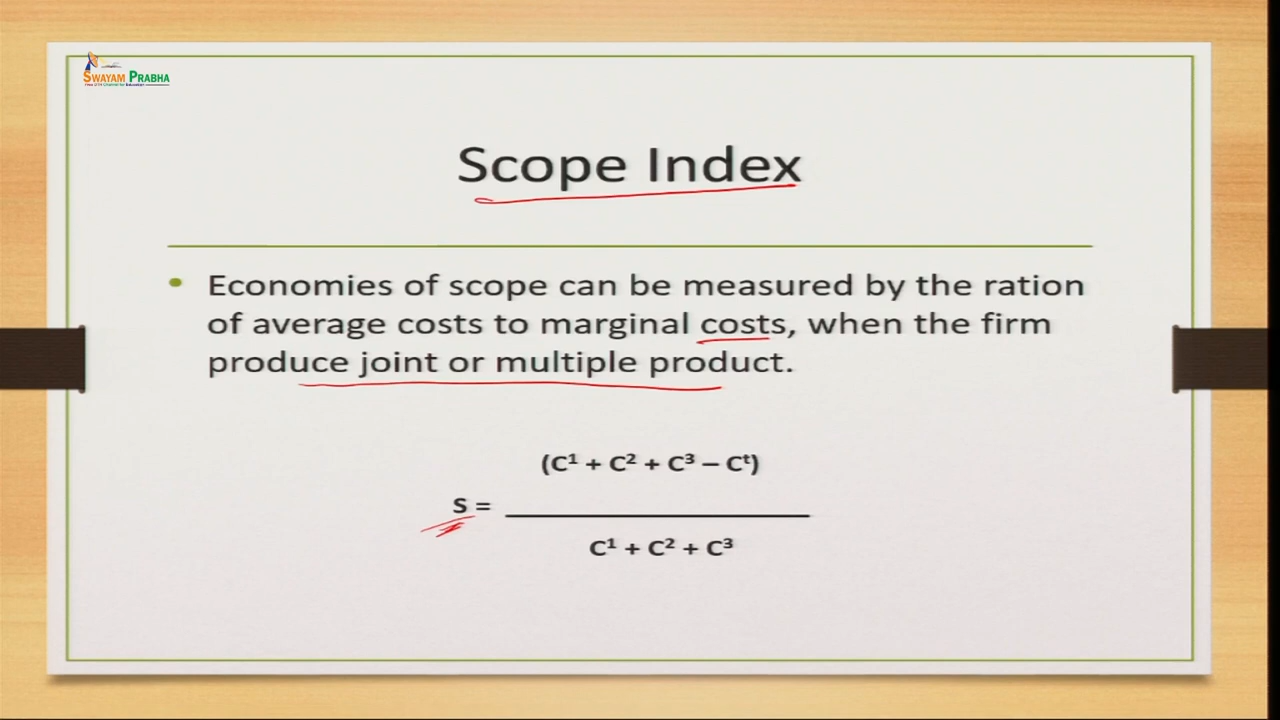 SWAYAM PRABHA
Scope Index
• Economies of scope can be measured by the ration
of average costs to marginal costs, when the firm
produce joint or multiple product.
(C¹ + C² + C³ – Cᵗ)
S =
C¹ + C² + C³